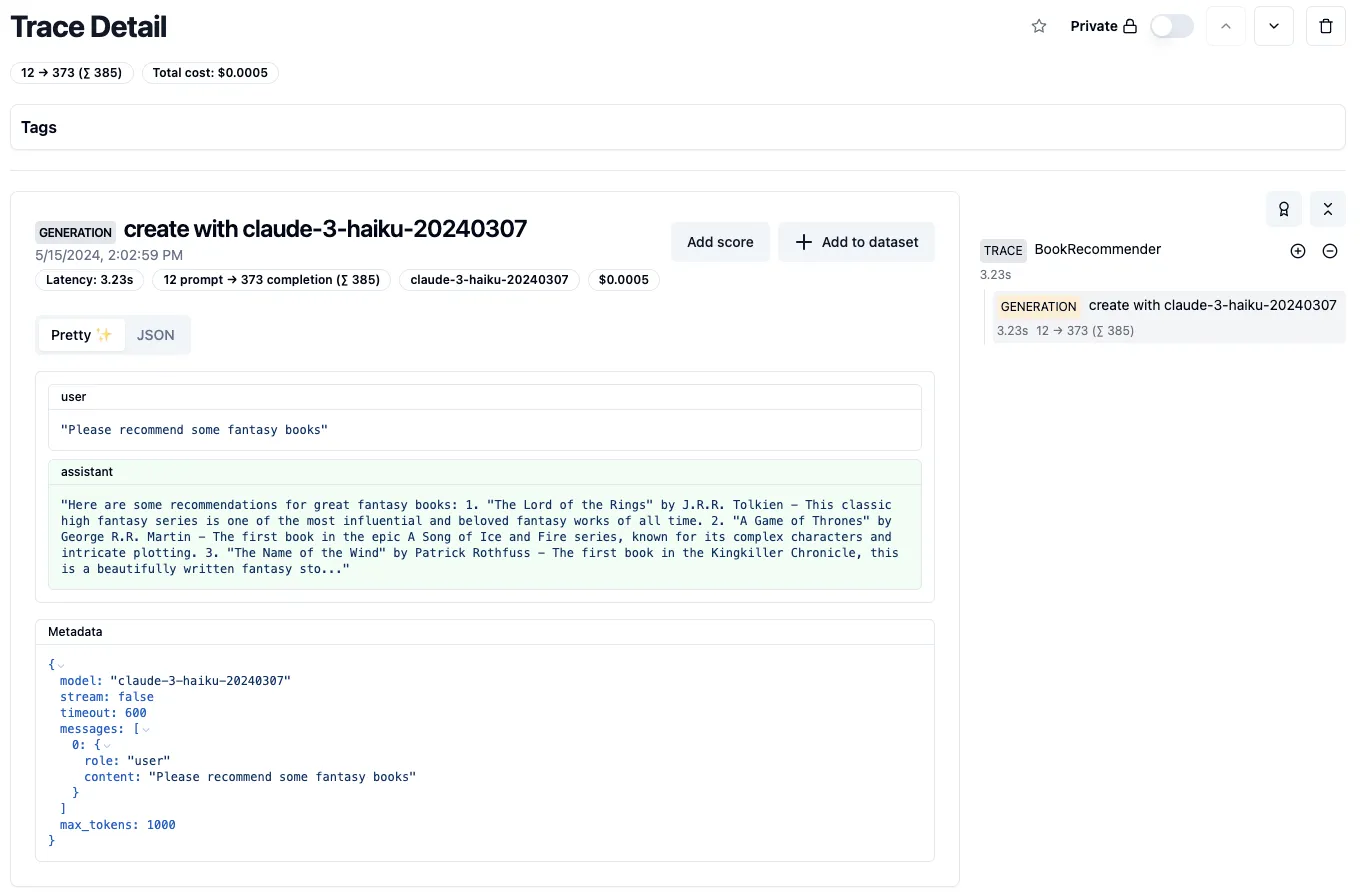 Trace Detail
Private
12 → 373 (∑ 385)
Total cost: $0.0005
Tags
GENERATION create with claude-3-haiku-20240307
5/15/2024, 2:02:59 PM
Latency: 3.23s
12 prompt → 373 completion (∑ 385)
claude-3-haiku-20240307
$0.0005
Add score
Add to dataset
Pretty ✨
JSON
user
"Please recommend some fantasy books"
assistant
"Here are some recommendations for great fantasy books: 1. "The Lord of the Rings" by J.R.R. Tolkien – This classic
high fantasy series is one of the most influential and beloved fantasy works of all time. 2. "A Game of Thrones" by
George R.R. Martin – The first book in the epic A Song of Ice and Fire series, known for its complex characters and
intricate plotting. 3. "The Name of the Wind" by Patrick Rothfuss – The first book in the Kingkiller Chronicle, this
is a beautifully written fantasy sto..."
Metadata
{
model: "claude-3-haiku-20240307"
stream: false
timeout: 600
messages: [
0: {
role: "user"
content: "Please recommend some fantasy books"
}
]
max_tokens: 1000
}
TRACE BookRecommender
3.23s
GENERATION create with claude-3-haiku-20240307
3.23s 12 → 373 (∑ 385)